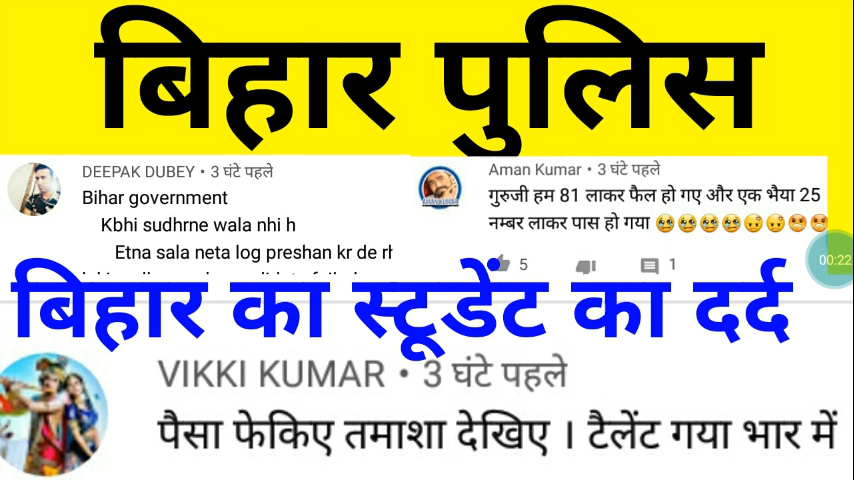 बिहार पुलिस
DEEPAK DUBEY • 3 घंटे पहले
Bihar government
Kbhi sudhrne wala nhi h
Etna sala neta log preshan kr de
Aman Kumar • 3 घंटे पहले
गुरुजी हम 81 लाकर फैल हो गए और एक भैया 25
नम्बर लाकर पास हो गया 🥺🥺🥺🥺🤕🤕😠😠
5 1
00:22
बिहार का स्टूडेंट का दर्द
VIKKI KUMAR • 3 घंटे पहले
पैसा फेकिए तमाशा देखिए । टैलेंट गया भार में